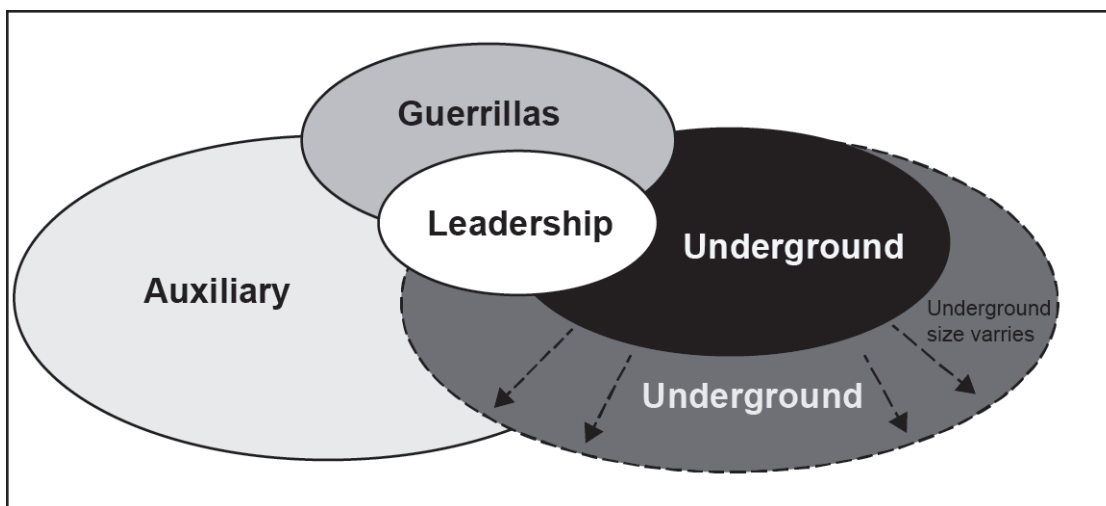 Guerrillas
Leadership
Underground
Auxiliary
Underground
size varries
Underground